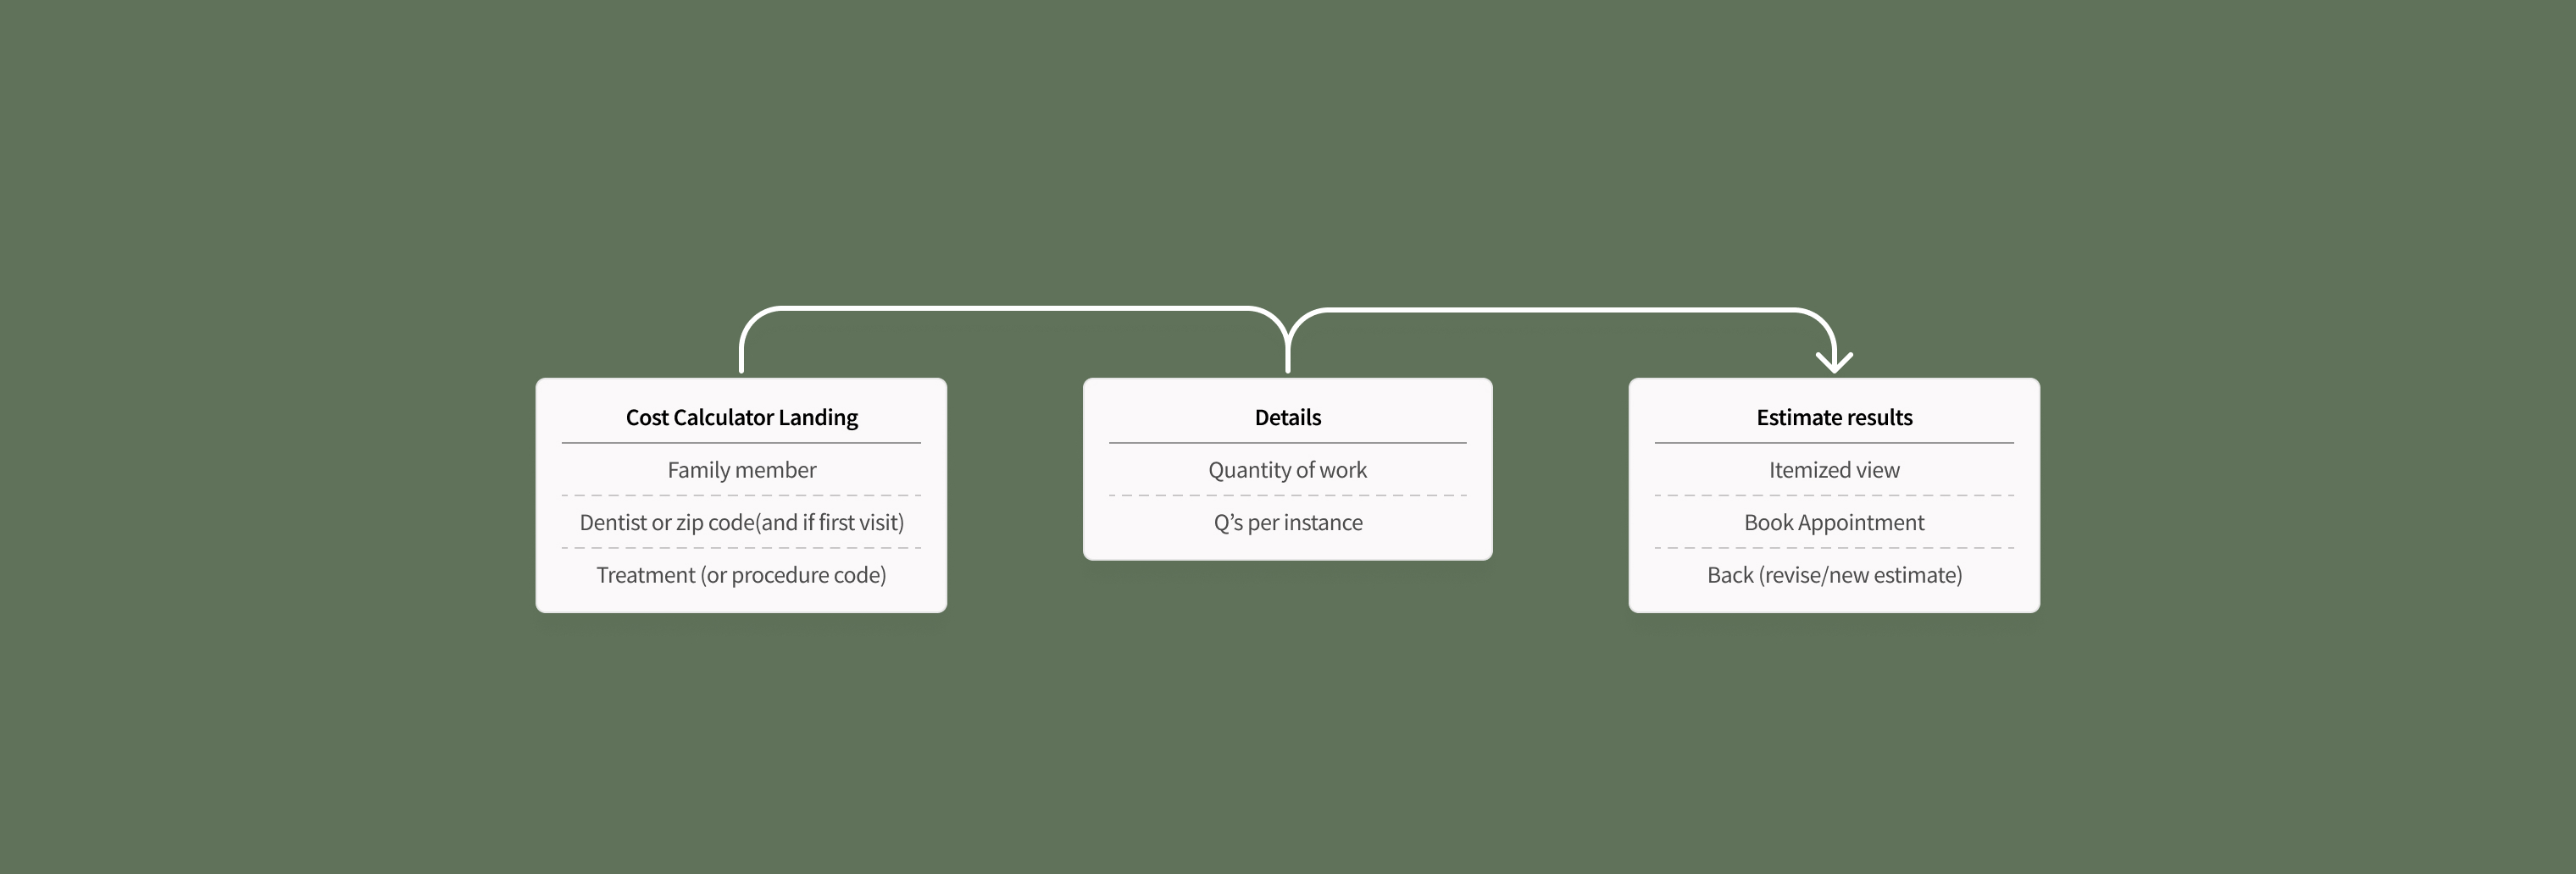 Cost Calculator Landing
Family member
Dentist or zip code(and if first visit)
Treatment (or procedure code)
Details
Quantity of work
Q’s per instance
Estimate results
Itemized view
Book Appointment
Back (revise/new estimate)